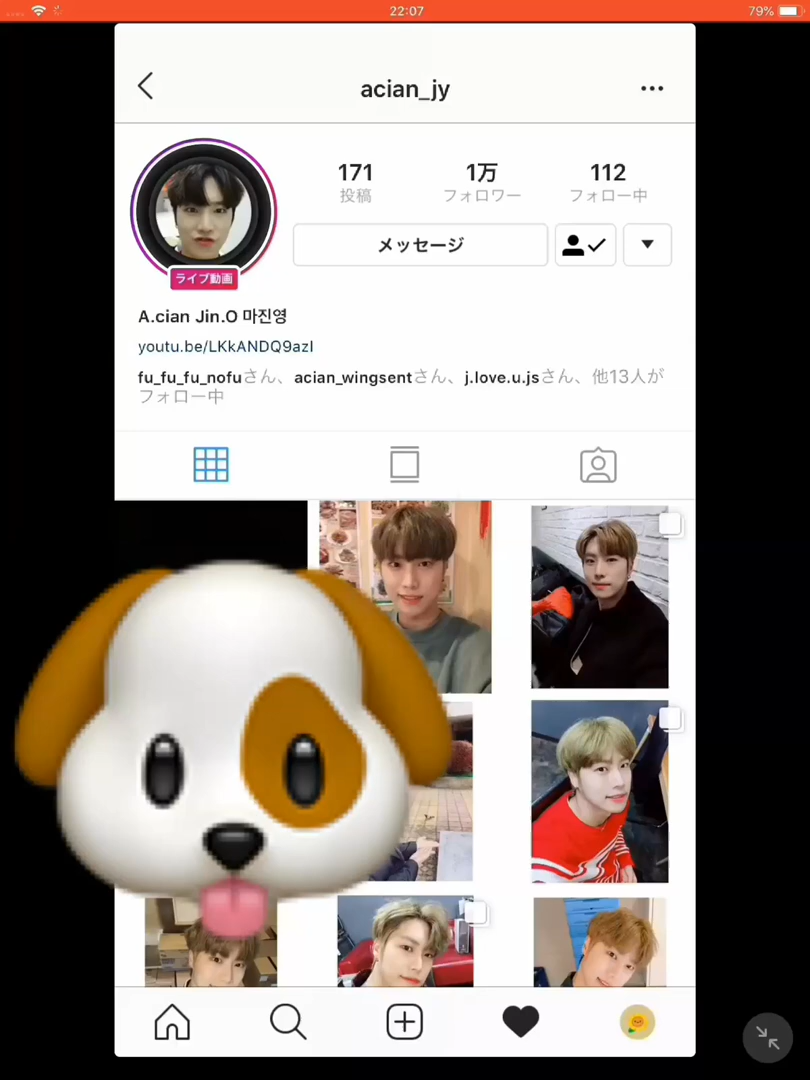 22:07
79%
acian_jy
171
1万
112
投稿
フォロワー
フォロー中
メッセージ
ライブ動画
A.cian Jin.O 마진영
youtu.be/LKkANDQ9azI
fu_fu_fu_nofuさん、acian_wingsentさん、j.love.u.jsさん、他13人が
フォロー中